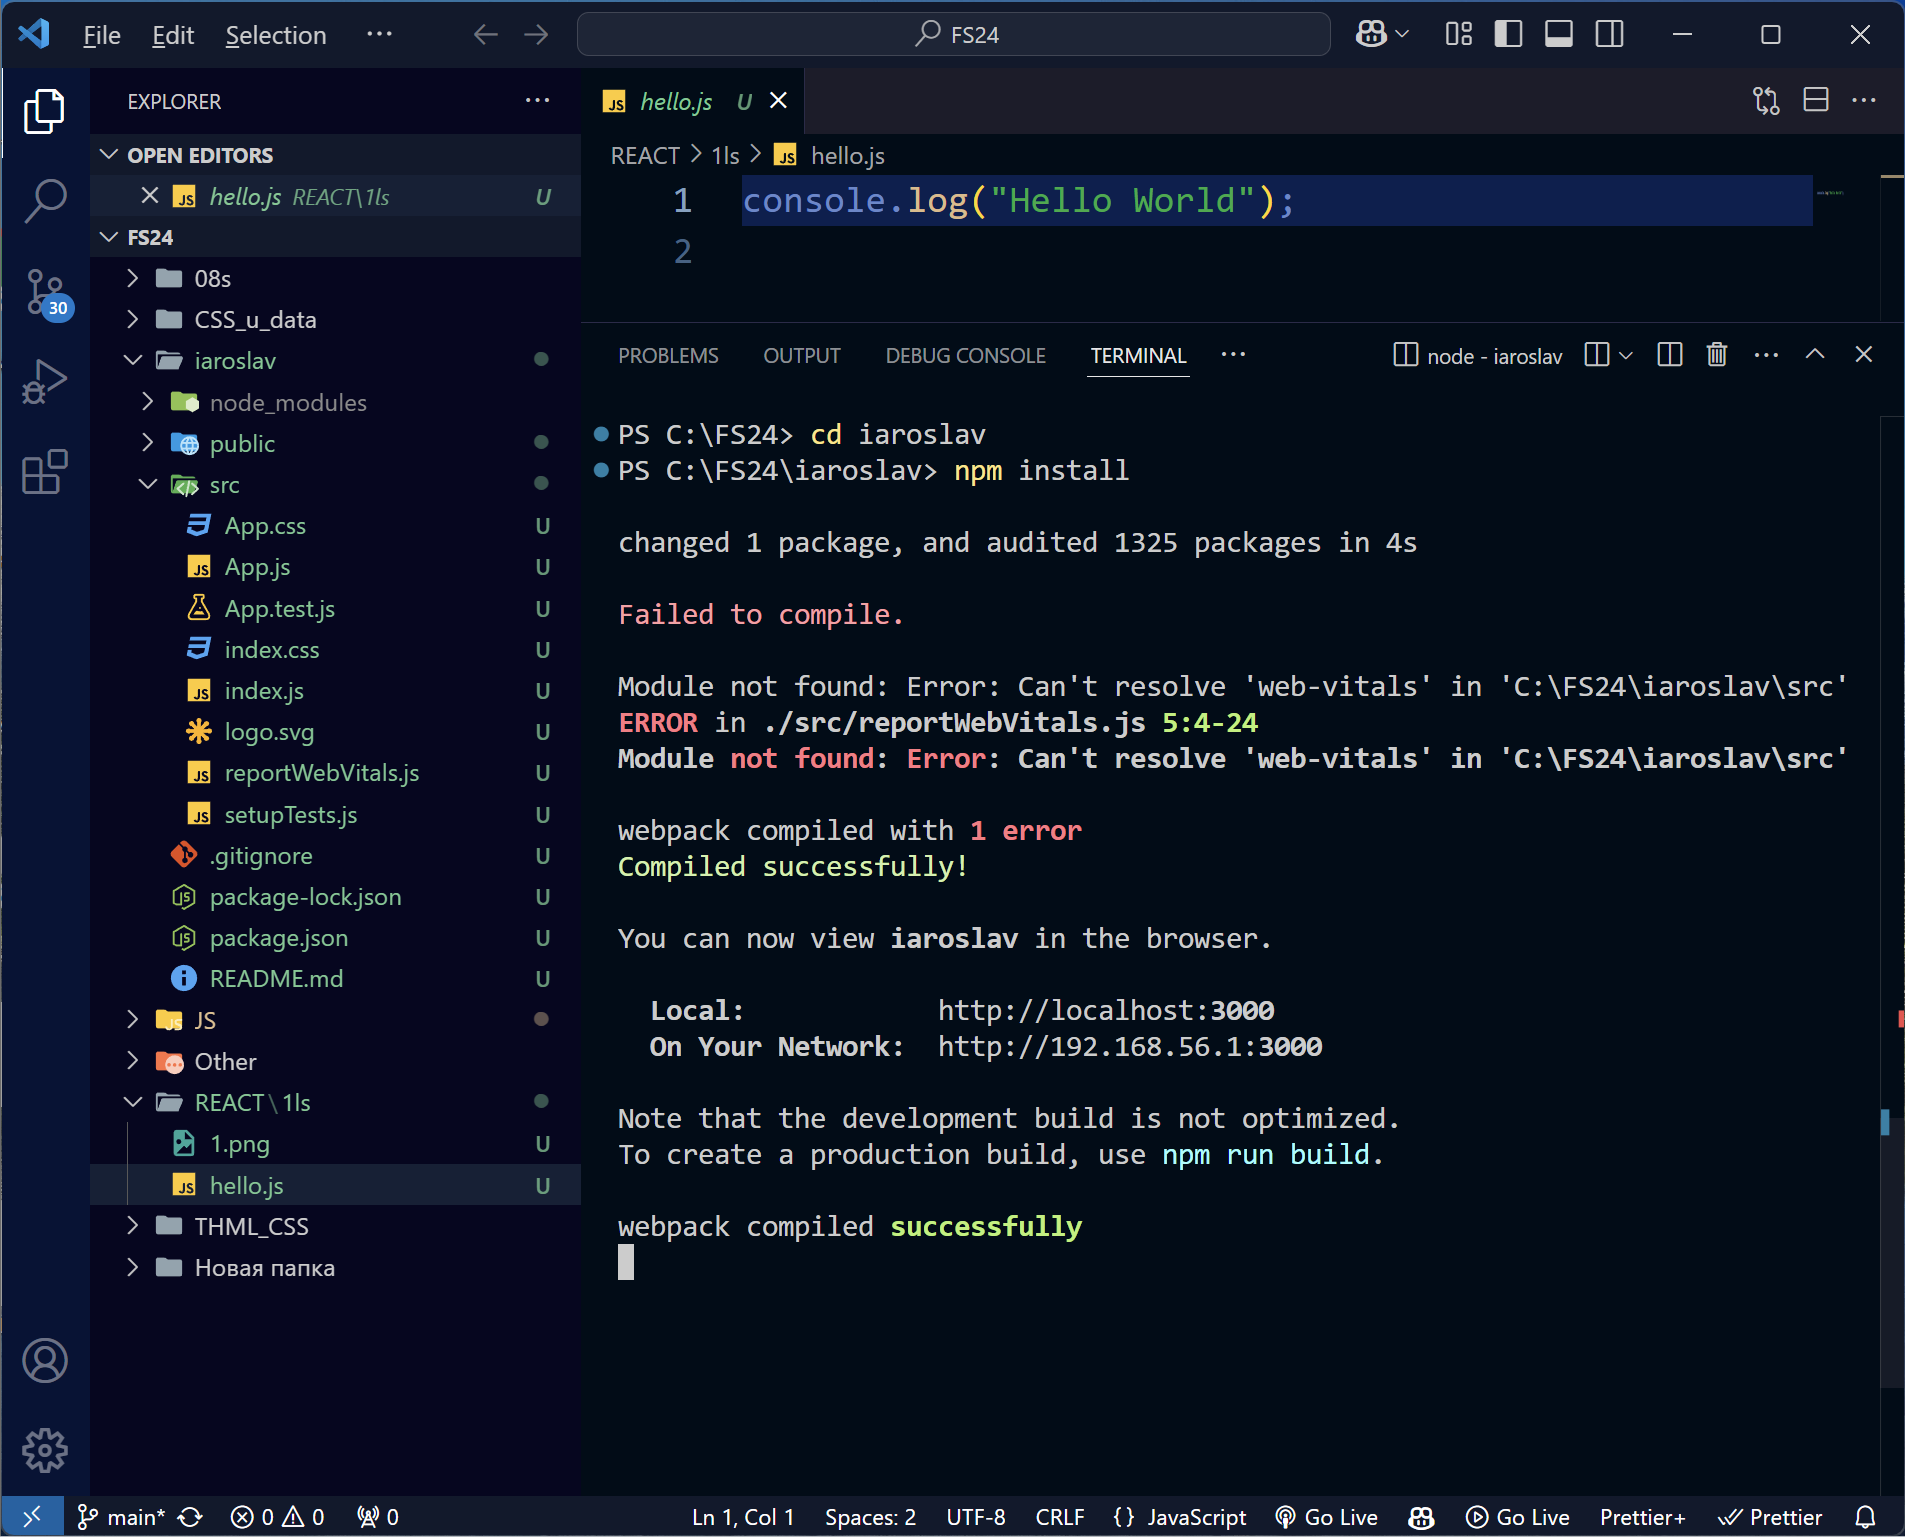 File Edit Selection ··· FS24
EXPLORER
OPEN EDITORS
hello.js REACT\1ls U
FS24
08s
CSS_u_data
iaroslav
node_modules
public
src
App.css U
App.js U
App.test.js U
index.css U
index.js U
logo.svg U
reportWebVitals.js U
setupTests.js U
.gitignore U
package-lock.json U
package.json U
README.md U
JS
Other
REACT\1ls
1.png U
hello.js U
THML_CSS
Новая папка
30
hello.js U
REACT > 1ls > hello.js
1 console.log("Hello World");
2
PROBLEMS OUTPUT DEBUG CONSOLE TERMINAL ··· node - iaroslav
PS C:\FS24> cd iaroslav
PS C:\FS24\iaroslav> npm install
changed 1 package, and audited 1325 packages in 4s
Failed to compile.
Module not found: Error: Can't resolve 'web-vitals' in 'C:\FS24\iaroslav\src'
ERROR in ./src/reportWebVitals.js 5:4-24
Module not found: Error: Can't resolve 'web-vitals' in 'C:\FS24\iaroslav\src'
webpack compiled with 1 error
Compiled successfully!
You can now view iaroslav in the browser.
Local: http://localhost:3000
On Your Network: http://192.168.56.1:3000
Note that the development build is not optimized.
To create a production build, use npm run build.
webpack compiled successfully
main* 0 0 0 Ln 1, Col 1 Spaces: 2 UTF-8 CRLF {} JavaScript Go Live Go Live Prettier+ Prettier